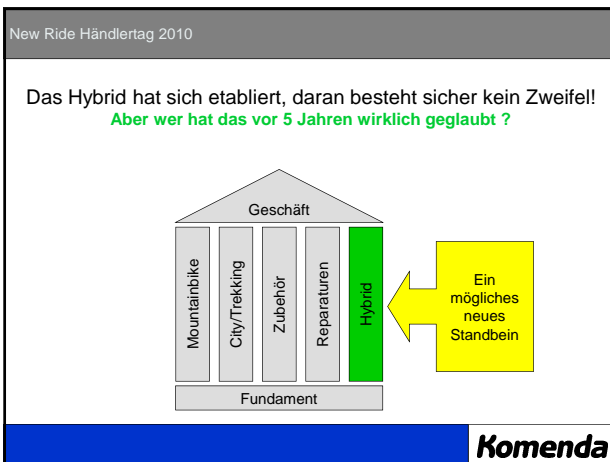 New Ride Händlertag 2010
Das Hybrid hat sich etabliert, daran besteht sicher kein Zweifel!
Aber wer hat das vor 5 Jahren wirklich geglaubt ?
Geschäft
Mountainbike
City/Trekking
Zubehör
Reparaturen
Hybrid
Ein
mögliches
neues
Standbein
Fundament
Komenda